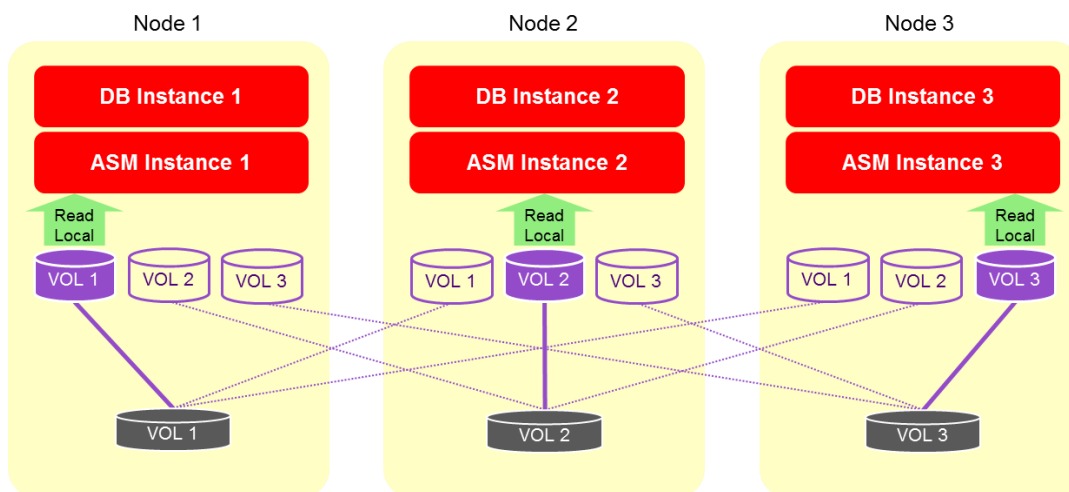 Node 1
Node 2
Node 3
DB Instance 1
DB Instance 2
DB Instance 3
ASM Instance 1
ASM Instance 2
ASM Instance 3
Read
Local
Read
Local
Read
Local
VOL 1
VOL 2
VOL 3
VOL 1
VOL 2
VOL 3
VOL 1
VOL 2
VOL 3
VOL 1
VOL 2
VOL 3